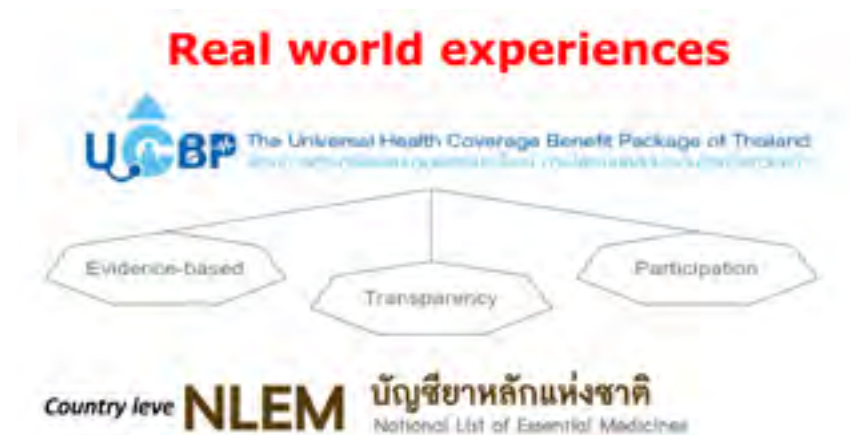 Real world experiences
UCBP The Universal Health Coverage Benefit Package of Thailand
Evidence-based
Participation
Transparency
Country leve NLEM บัญชียาหลักแห่งชาติ
National List of Essential Medicines